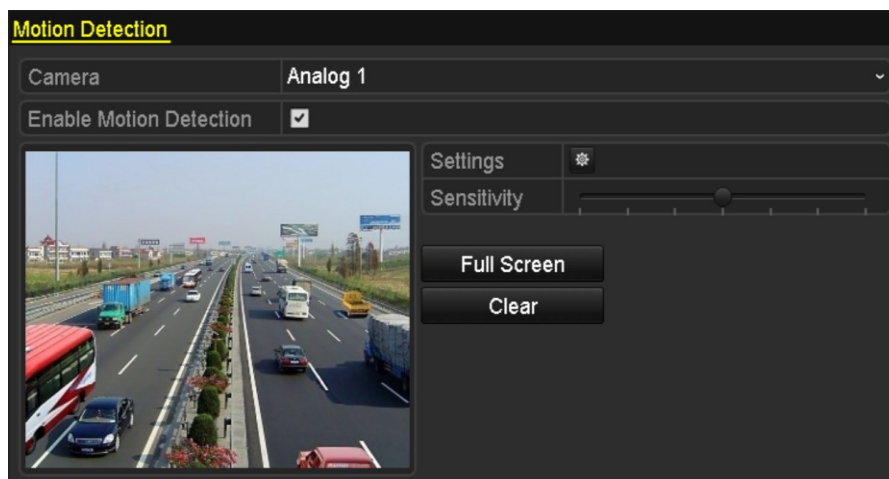 Motion Detection
Camera
Analog 1
Enable Motion Detection
Settings
Sensitivity
Full Screen
Clear